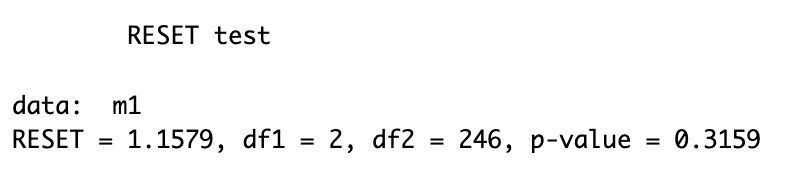 RESET test
data:  m1
RESET = 1.1579, df1 = 2, df2 = 246, p-value = 0.3159